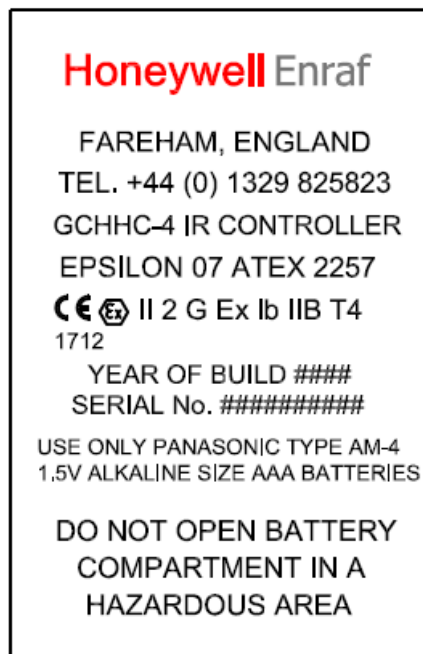 Honeywell Enraf
FAREHAM, ENGLAND
TEL. +44 (0) 1329 825823
GCHHC-4 IR CONTROLLER
EPSILON 07 ATEX 2257
CE Ex II 2 G Ex Ib IIB T4
1712
YEAR OF BUILD ####
SERIAL No. ##########
USE ONLY PANASONIC TYPE AM-4
1.5V ALKALINE SIZE AAA BATTERIES
DO NOT OPEN BATTERY
COMPARTMENT IN A
HAZARDOUS AREA